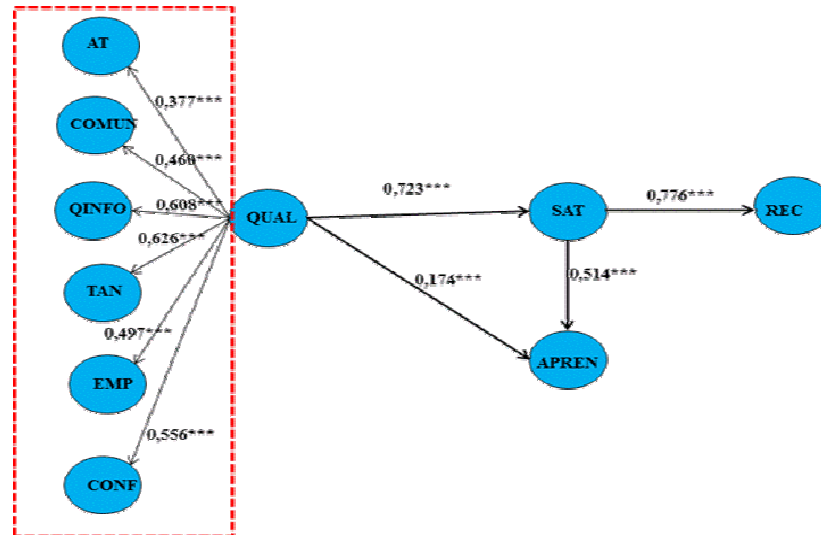 AT
0,377***
COMUN
0,460***
QINFO
0,608***
0,626***
QUAL
0,723***
SAT
0,776***
REC
TAN
0,174***
0,514***
0,497***
EMP
APREN
0,556***
CONF